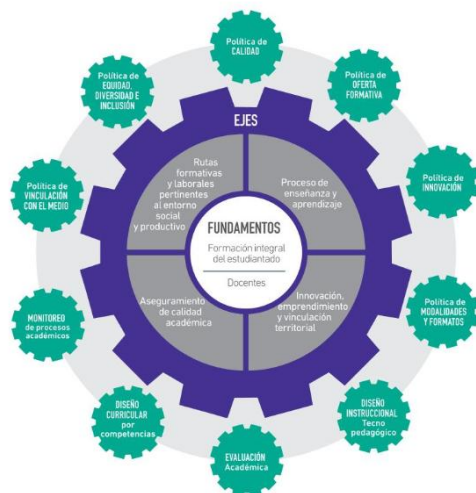 Política de
CALIDAD
Política de
EQUIDAD,
DIVERSIDAD E
INCLUSIÓN
Política de
OFERTA
FORMATIVA
Política de
VINCULACIÓN
CON EL MEDIO
Política de
INNOVACIÓN
EJES
Rutas
formativas
y laborales
pertinentes
al entorno
social
y productivo
Proceso de
enseñanza y
aprendizaje
FUNDAMENTOS
Formación integral
del estudiantado
Docentes
Aseguramiento
de calidad
académica
Innovación,
emprendimiento
y vinculación
territorial
MONITOREO
de procesos
académicos
Política de
MODALIDADES
Y FORMATOS
DISEÑO
CURRICULAR
por
competencias
DISEÑO
INSTRUCCIONAL
Tecno
pedagógico
EVALUACIÓN
Académica